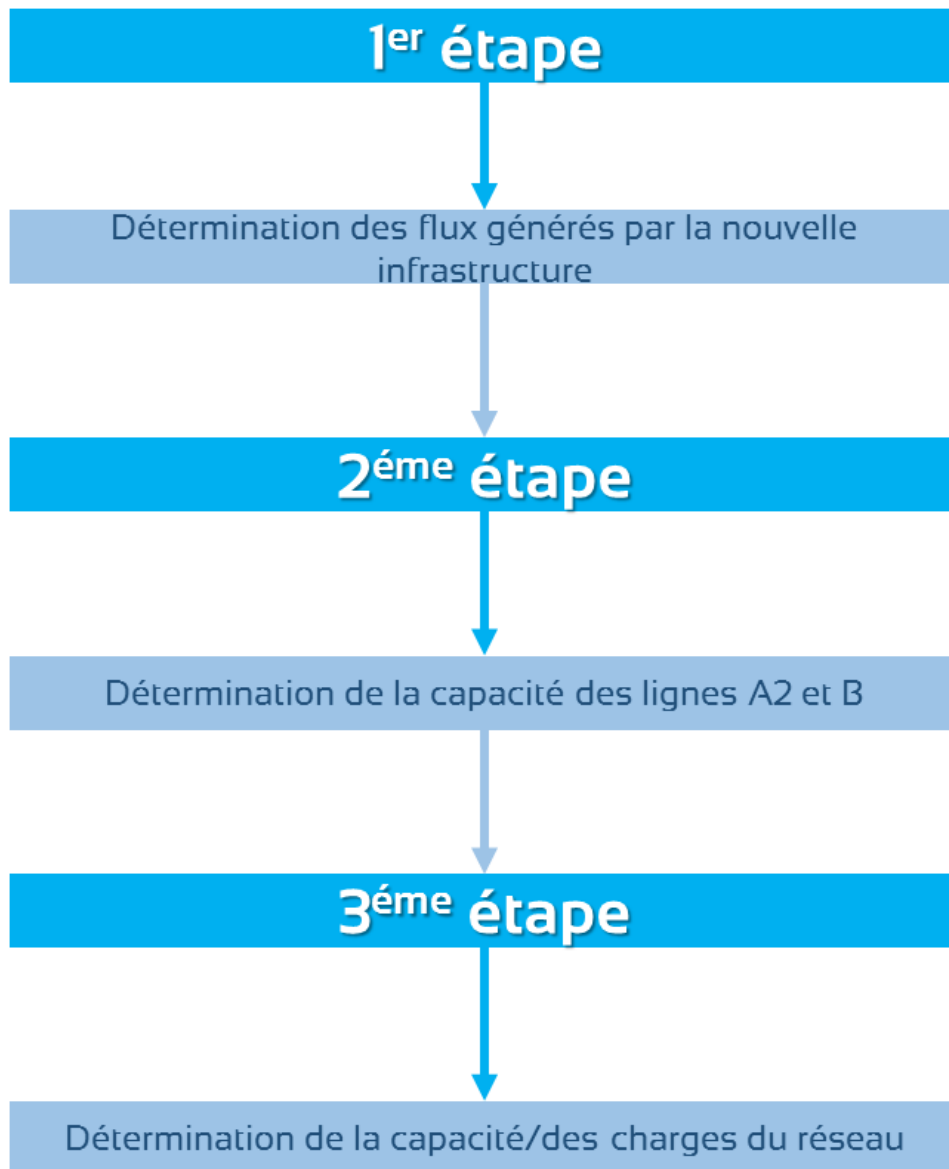 1er étape
Détermination des flux générés par la nouvelle
infrastructure
2éme étape
Détermination de la capacité des lignes A2 et B
3éme étape
Détermination de la capacité/des charges du réseau